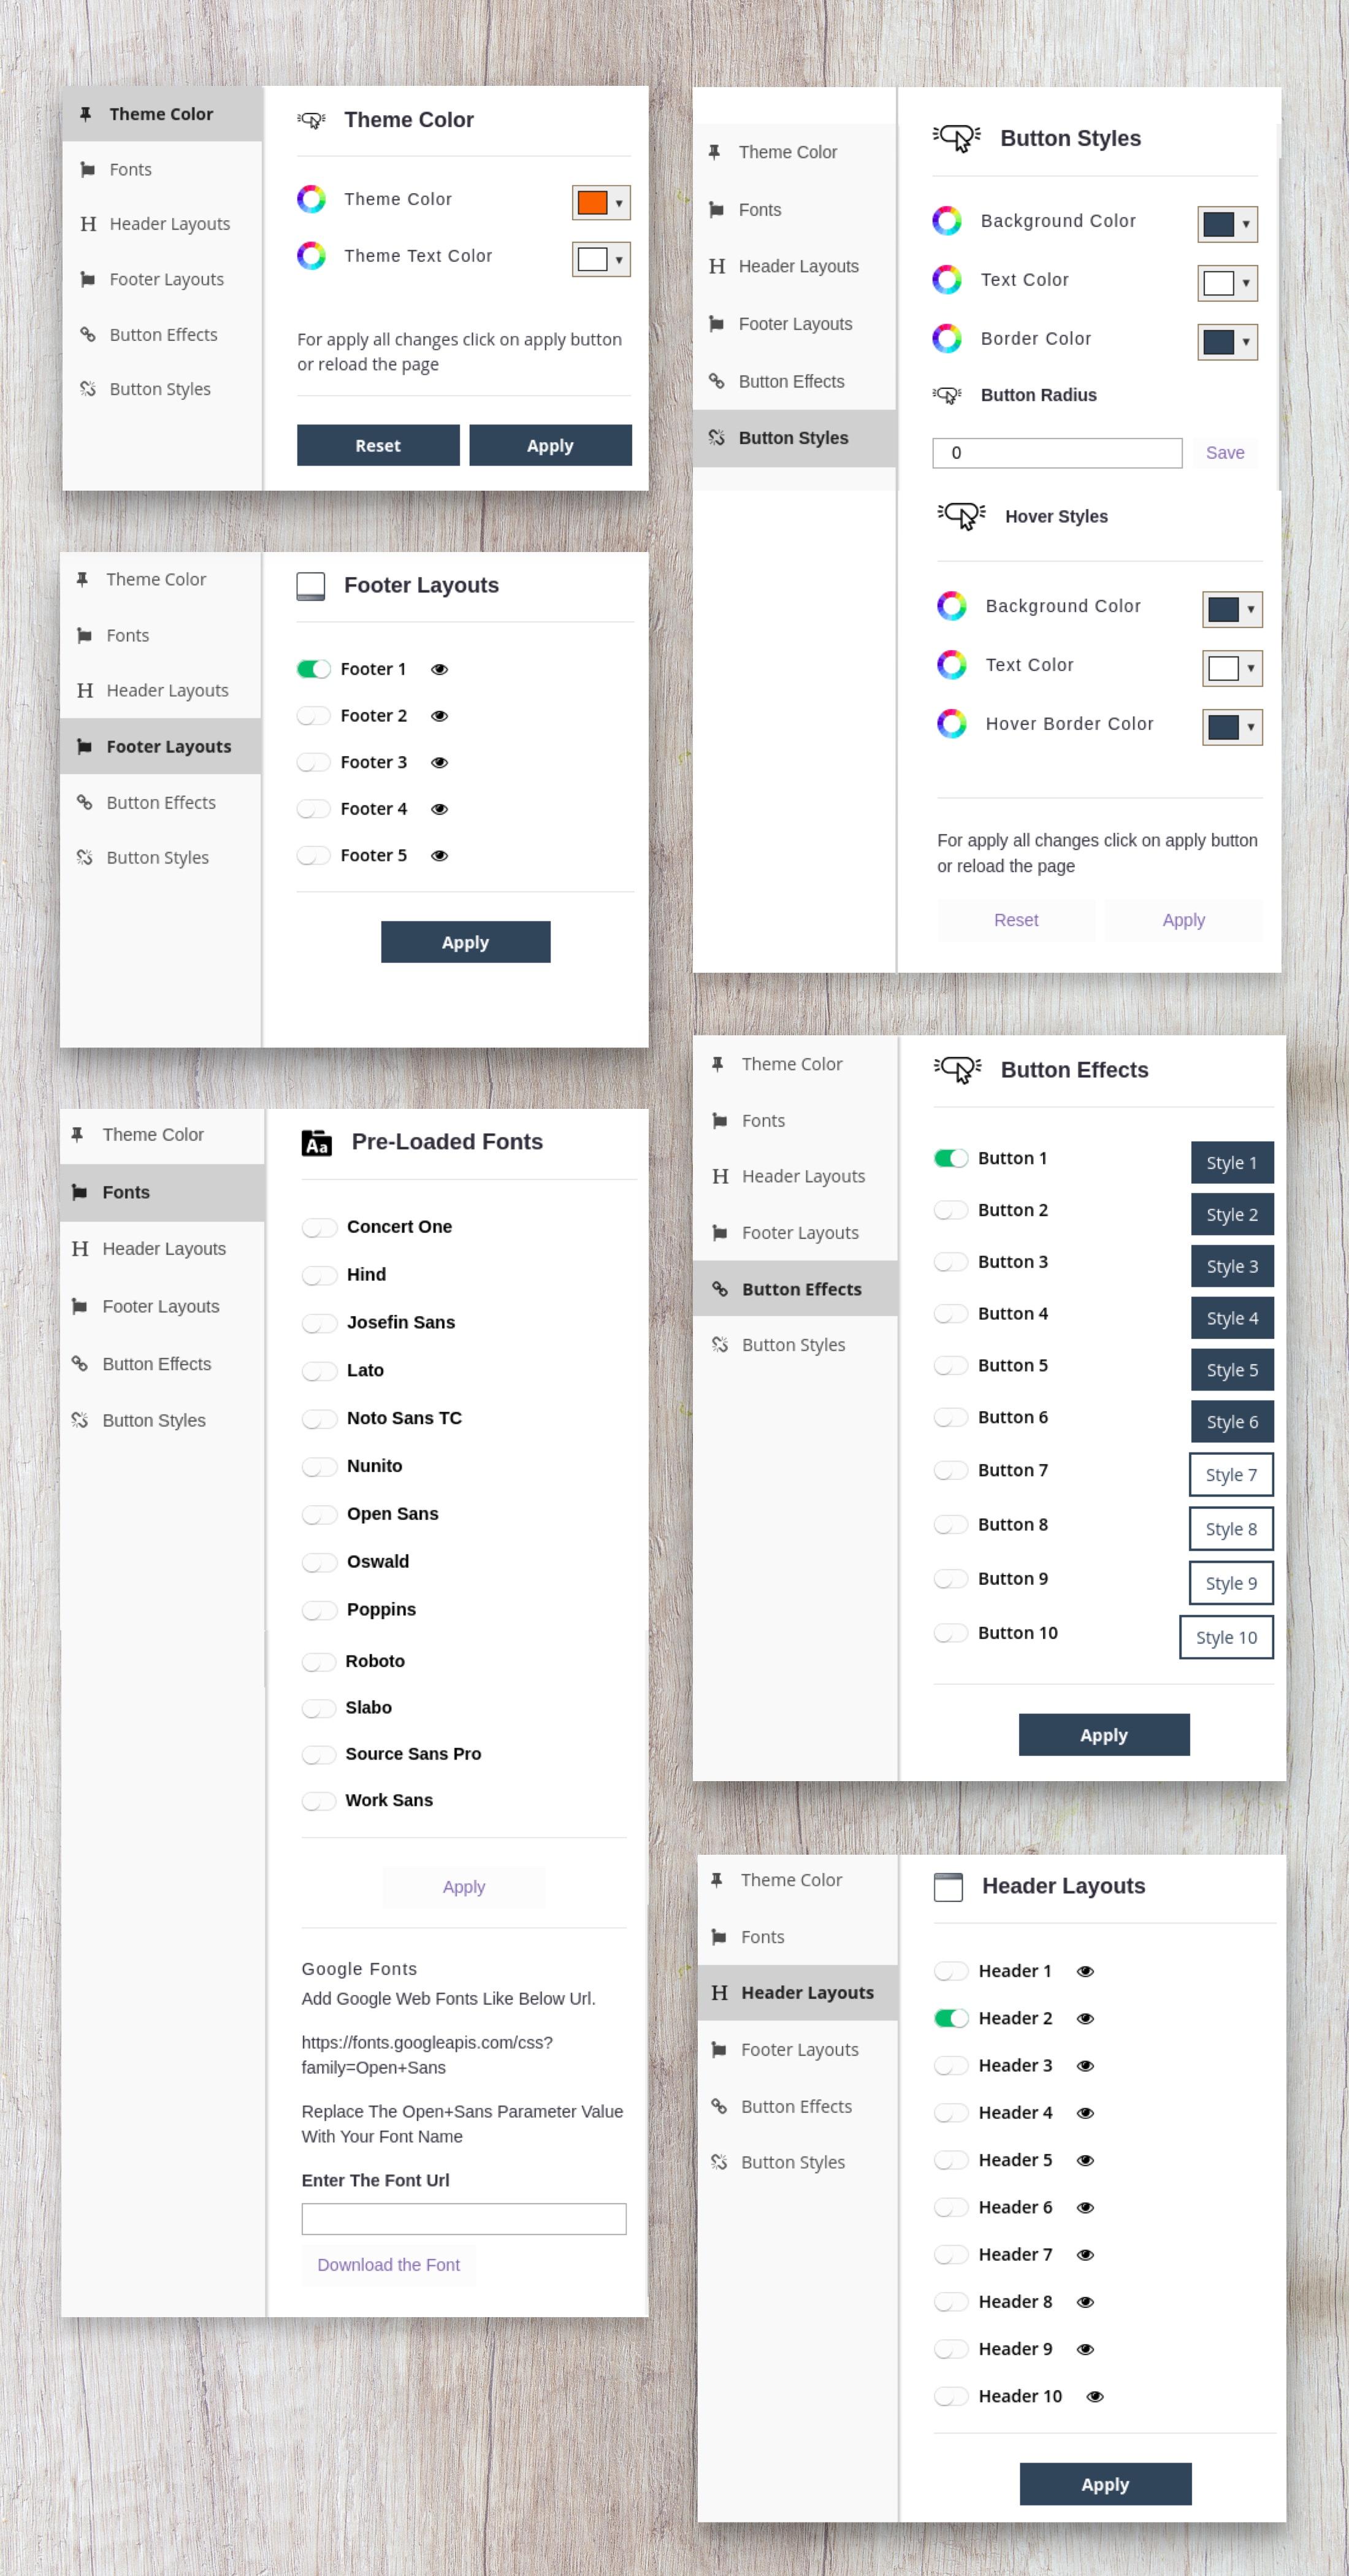 Theme Color
Fonts
Header Layouts
Footer Layouts
Button Effects
Button Styles
Theme Color
Theme Color
Theme Text Color
For apply all changes click on apply button
or reload the page
Reset
Apply
Theme Color
Fonts
Header Layouts
Footer Layouts
Button Effects
Button Styles
Footer Layouts
Footer 1
Footer 2
Footer 3
Footer 4
Footer 5
Apply
Theme Color
Fonts
Header Layouts
Footer Layouts
Button Effects
Button Styles
Aa
Pre-Loaded Fonts
Concert One
Hind
Josefin Sans
Lato
Noto Sans TC
Nunito
Open Sans
Oswald
Poppins
Roboto
Slabo
Source Sans Pro
Work Sans
Apply
Google Fonts
Add Google Web Fonts Like Below Url.
https://fonts.googleapis.com/css?
family=Open+Sans
Replace The Open+Sans Parameter Value
With Your Font Name
Enter The Font Url
Download the Font
Theme Color
Fonts
Header Layouts
Footer Layouts
Button Effects
Button Styles
Button Styles
Background Color
Text Color
Border Color
Button Radius
0
Save
Hover Styles
Background Color
Text Color
Hover Border Color
For apply all changes click on apply button
or reload the page
Reset
Apply
Theme Color
Fonts
Header Layouts
Footer Layouts
Button Effects
Button Styles
Button Effects
Button 1 Style 1
Button 2 Style 2
Button 3 Style 3
Button 4 Style 4
Button 5 Style 5
Button 6 Style 6
Button 7 Style 7
Button 8 Style 8
Button 9 Style 9
Button 10 Style 10
Apply
Theme Color
Fonts
Header Layouts
Footer Layouts
Button Effects
Button Styles
Header Layouts
Header 1
Header 2
Header 3
Header 4
Header 5
Header 6
Header 7
Header 8
Header 9
Header 10
Apply